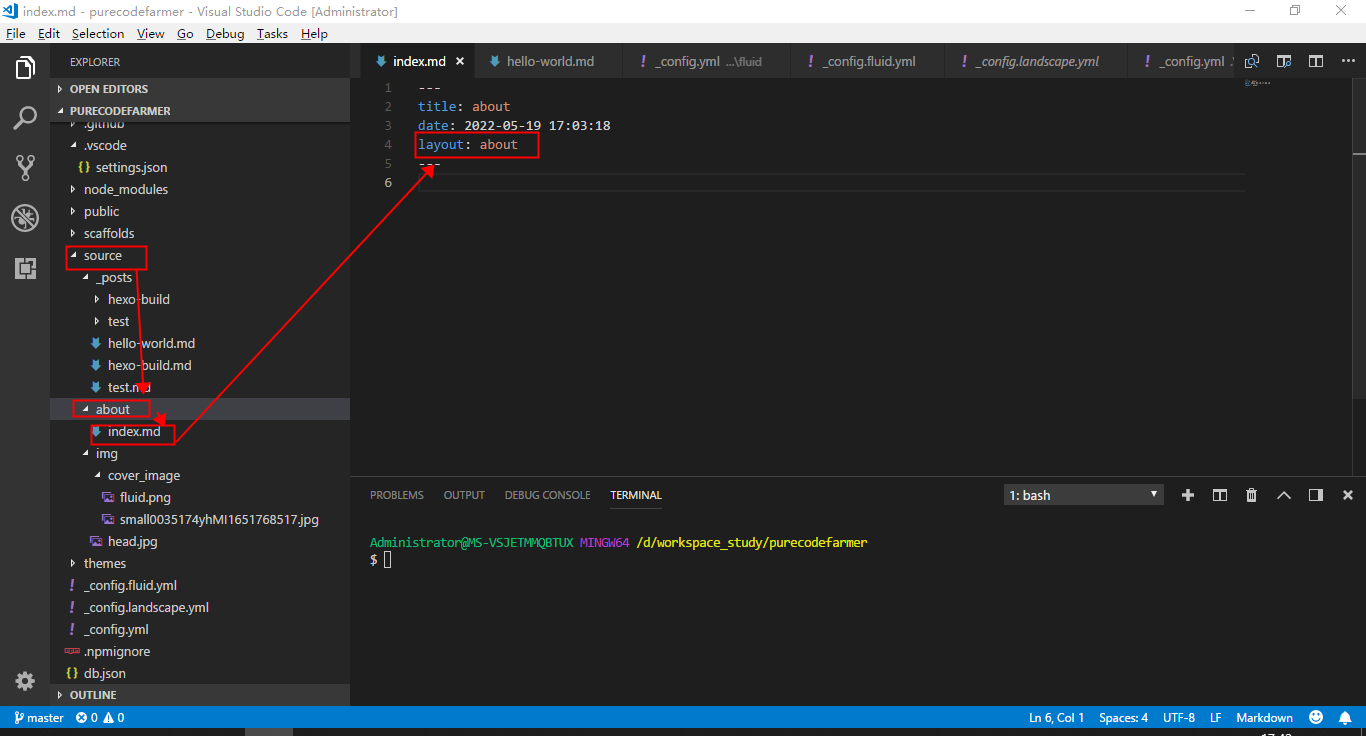 index.md - purecodefarmer - Visual Studio Code [Administrator]
File Edit Selection View Go Debug Tasks Help
EXPLORER
OPEN EDITORS
PURECODEFARMER
.github
.vscode
{} settings.json
node_modules
public
scaffolds
source
_posts
hexo-build
test
hello-world.md
hexo-build.md
test.md
about
index.md
img
cover_image
fluid.png
small0035174yhMI1651768517.jpg
head.jpg
themes
! _config.fluid.yml
! _config.landscape.yml
! _config.yml
.npmignore
{} db.json
OUTLINE
index.md hello-world.md ! _config.yml ...\fluid ! _config.fluid.yml ! _config.landscape.yml ! _config.yml
1 ---
2 title: about
3 date: 2022-05-19 17:03:18
4 layout: about
5 ---
6
PROBLEMS OUTPUT DEBUG CONSOLE TERMINAL 1: bash
Administrator@MS-VSJETMMQBTUX MINGW64 /d/workspace_study/purecodefarmer
$
master 0 0 Ln 6, Col 1 Spaces: 4 UTF-8 LF Markdown